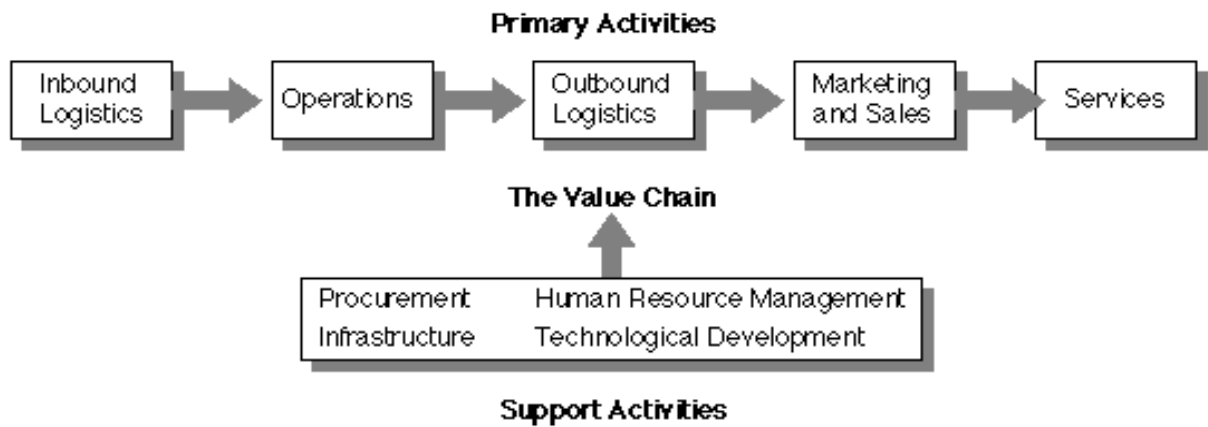 Primary Activities
Inbound
Logistics
Operations
Outbound
Logistics
Marketing
and Sales
Services
The Value Chain
Procurement Human Resource Management
Infrastructure Technological Development
Support Activities